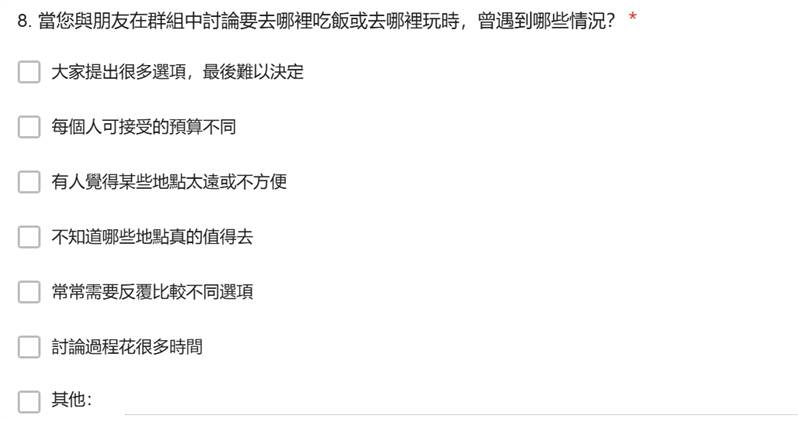 8. 當您與朋友在群組中討論要去哪裡吃飯或去哪裡玩時，曾遇到哪些情況？ *
大家提出很多選項，最後難以決定
每個人可接受的預算不同
有人覺得某些地點太遠或不方便
不知道哪些地點真的值得去
常常需要反覆比較不同選項
討論過程花很多時間
其他：